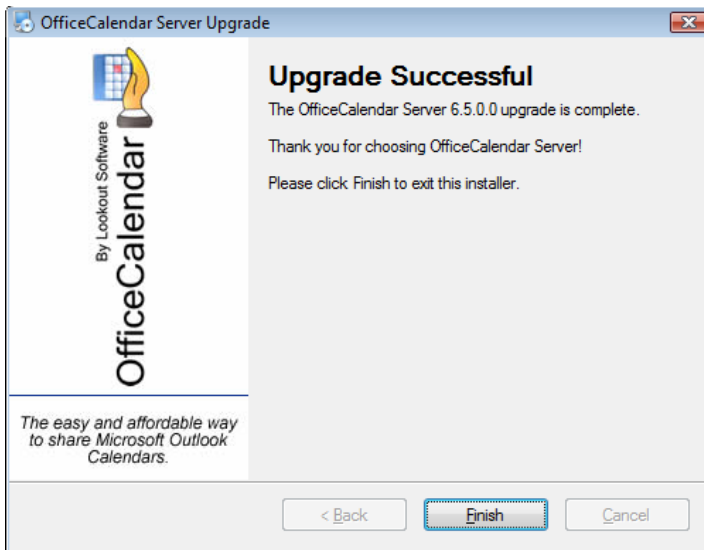 OfficeCalendar Server Upgrade
By Lookout Software
OfficeCalendar
The easy and affordable way
to share Microsoft Outlook
Calendars.
Upgrade Successful
The OfficeCalendar Server 6.5.0.0 upgrade is complete.
Thank you for choosing OfficeCalendar Server!
Please click Finish to exit this installer.
< Back
Finish
Cancel